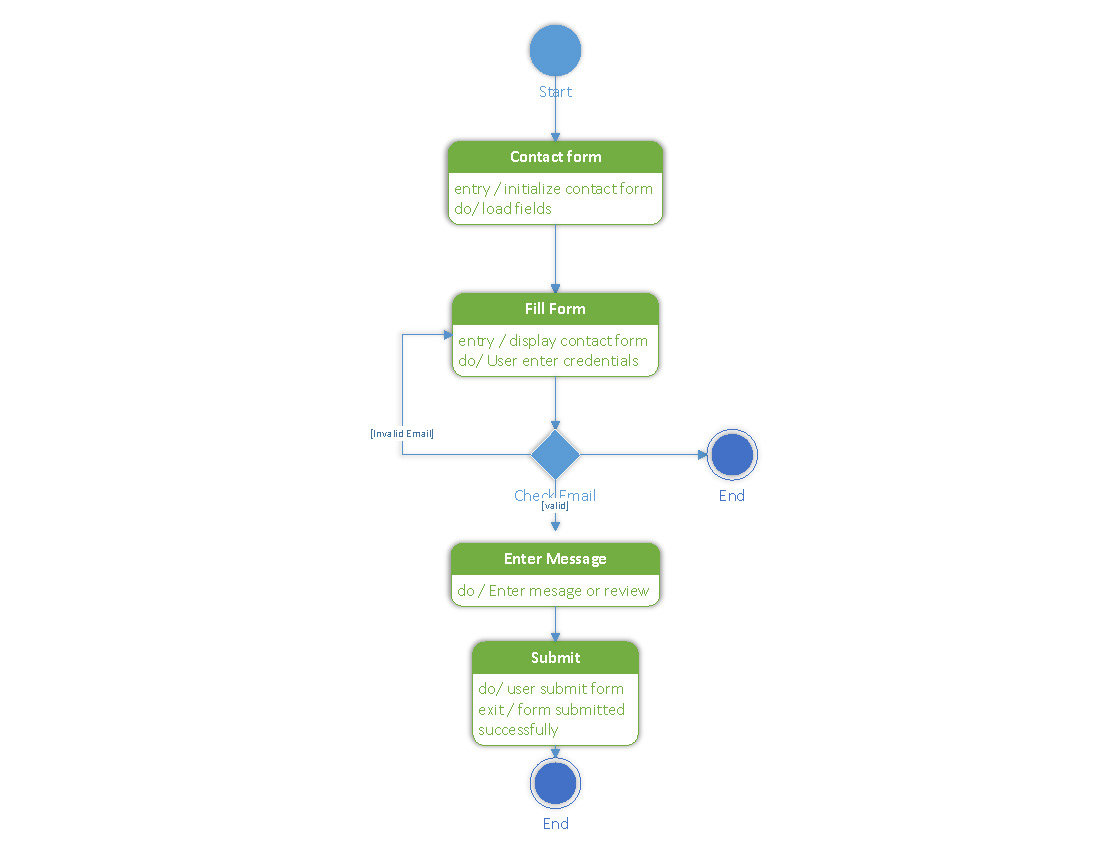 Start
Contact form
entry / initialize contact form
do/ load fields
Fill Form
entry / display contact form
do/ User enter credentials
[Invalid Email]
Check Email
[valid]
End
Enter Message
do / Enter mesage or review
Submit
do/ user submit form
exit / form submitted
successfully
End